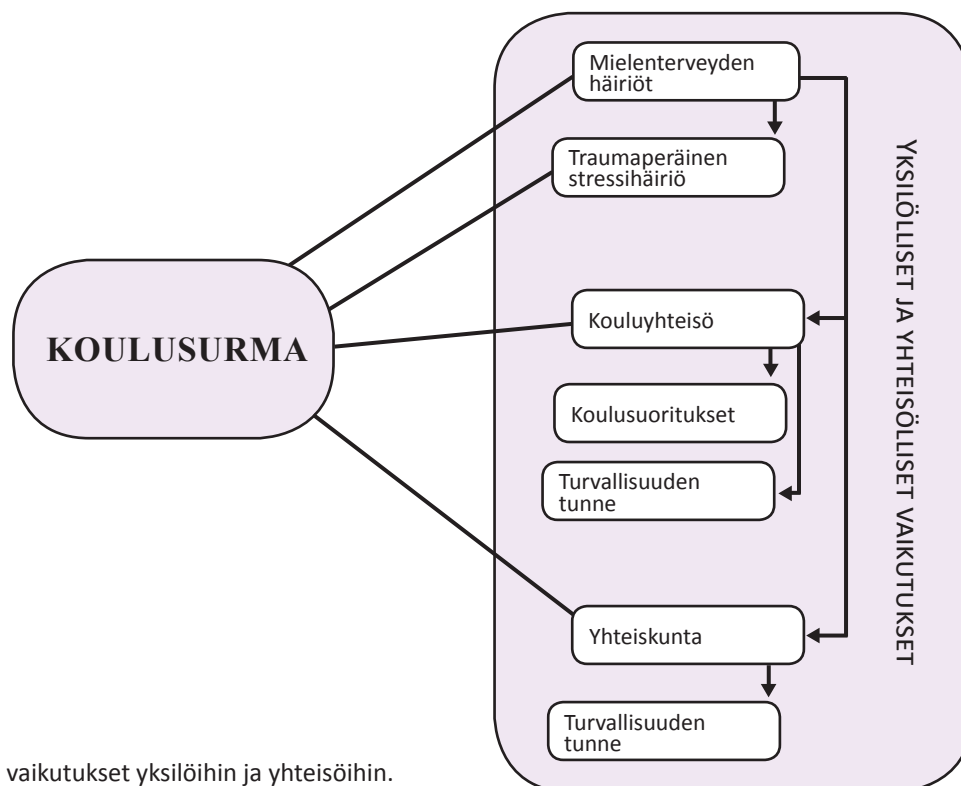 Mielenterveyden
häiriöt
Traumaperäinen
stressihäiriö
KOULUSURMA
Kouluyhteisö
Koulusuoritukset
Turvallisuuden
tunne
Yhteiskunta
Turvallisuuden
tunne
YKSILÖLLISET JA YHTEISÖLLISET VAIKUTUKSET
vaikutukset yksilöihin ja yhteisöihin.